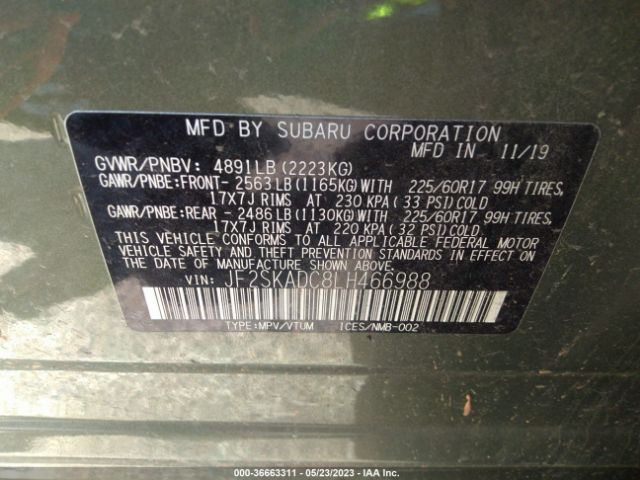 MFD BY SUBARU CORPORATION
MFD IN 11/19
GVWR/PNBV: 4891LB(2223KG)
GAWR/PNBE:FRONT- 2563LB(1165KG)WITH 225/60R17 99H TIRES,
17X7J RIMS AT 230 KPA( 33 PSI)COLD
GAWR/PNBE:REAR - 2486LB(1130KG)WITH 225/60R17 99H TIRES,
17X7J RIMS AT 220 KPA( 32 PSI)COLD
THIS VEHICLE CONFORMS TO ALL APPLICABLE FEDERAL MOTOR
VEHICLE SAFETY, BUMPER, AND THEFT PREVENTION
STANDARDS IN EFFECT ON THE DATE OF MANUFACTURE
SHOWN ABOVE.
VIN: JF2SKADC8LH466988
TYPE:MPV/VTUM ICES/NMB-002
000-36663311 - 05/23/2023 - IAA Inc.